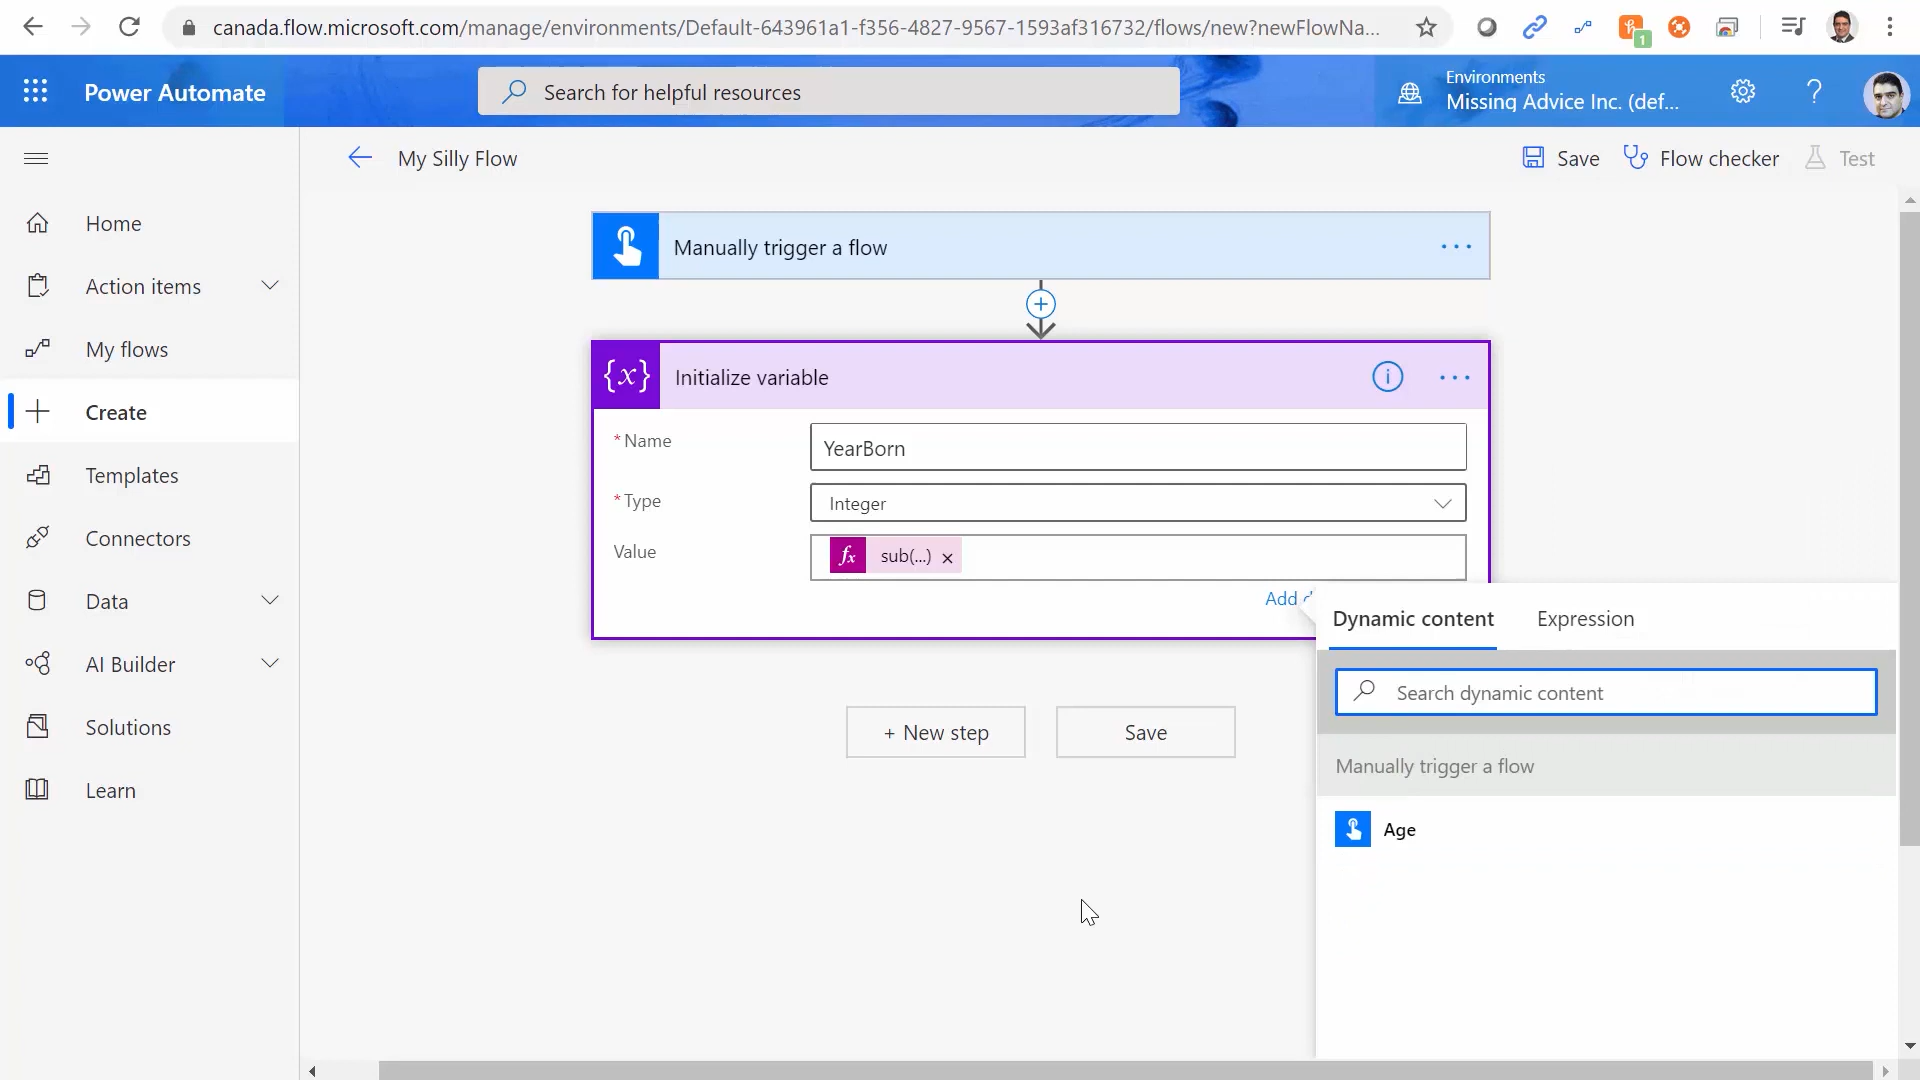 canada.flow.microsoft.com/manage/environments/Default-643961a1-f356-4827-9567-1593af316732/flows/new?newFlowNa...
1
Power Automate
Search for helpful resources
Environments
Missing Advice Inc. (def...
?
My Silly Flow
Save
Flow checker
Test
Home
Action items
My flows
Create
Templates
Connectors
Data
AI Builder
Solutions
Learn
Manually trigger a flow
{x} Initialize variable
* Name
YearBorn
* Type
Integer
Value
fx sub(...) ×
Add d
Dynamic content
Expression
Search dynamic content
Manually trigger a flow
Age
+ New step
Save